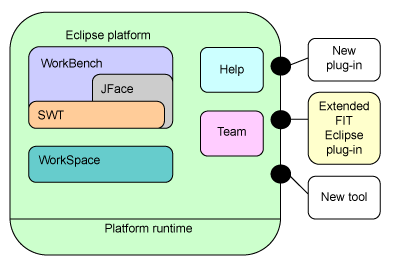 Eclipse platform
WorkBench
JFace
SWT
WorkSpace
Help
Team
Platform runtime
New
plug-in
Extended
FIT
Eclipse
plug-in
New tool